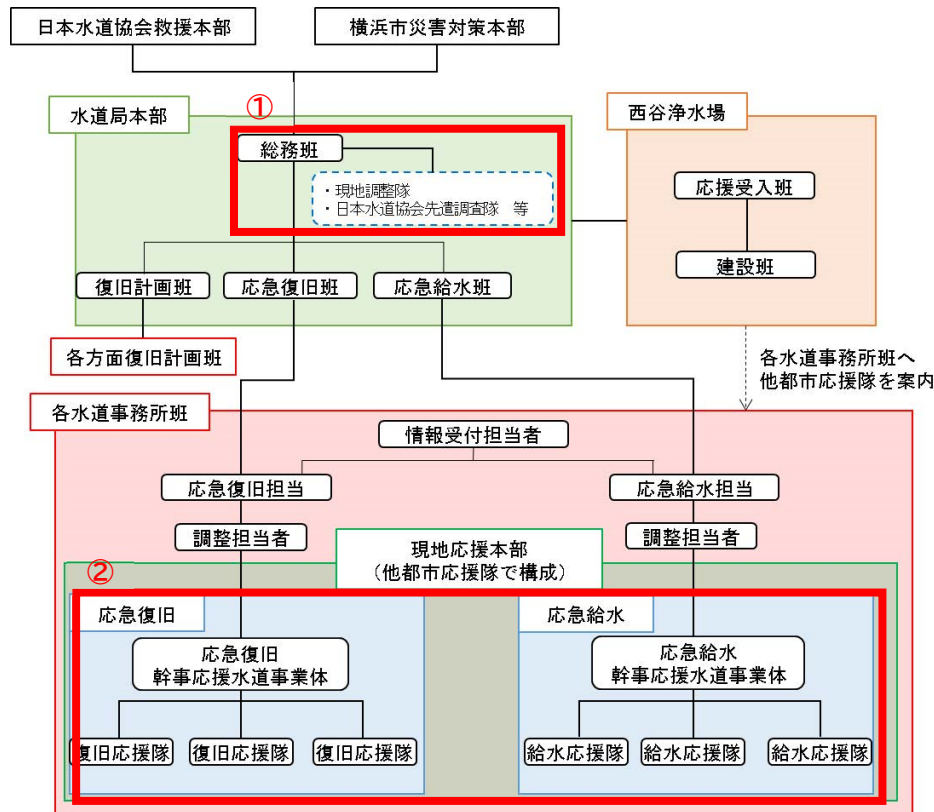 日本水道協会救援本部
横浜市災害対策本部
水道局本部
①
西谷浄水場
総務班
・現地調整隊
・日本水道協会先遣調査隊　等
応援受入班
建設班
復旧計画班
応急復旧班
応急給水班
各方面復旧計画班
各水道事務所班へ
他都市応援隊を案内
各水道事務所班
情報受付担当者
応急復旧担当
応急給水担当
調整担当者
調整担当者
現地応援本部
(他都市応援隊で構成)
②
応急復旧
応急給水
応急復旧
幹事応援水道事業体
応急給水
幹事応援水道事業体
復旧応援隊
復旧応援隊
復旧応援隊
給水応援隊
給水応援隊
給水応援隊